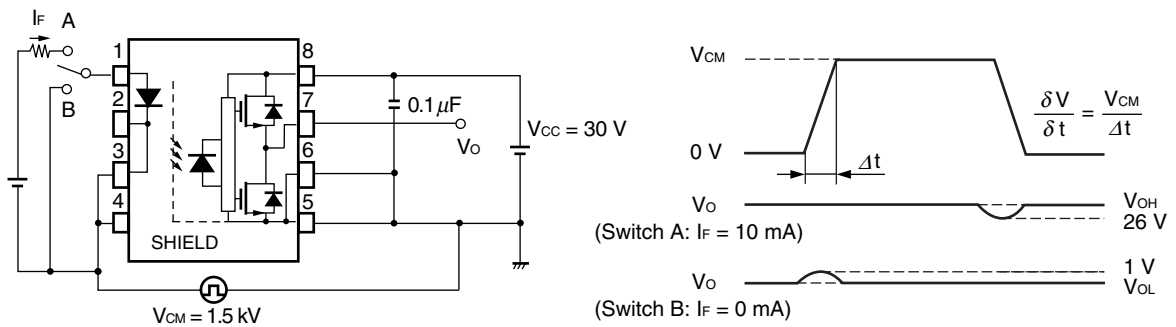 IF A
B
1
2
3
4
8
7
6
5
SHIELD
0.1 μF
VO
VCC = 30 V
VCM = 1.5 kV
VCM
0 V
Δt
δV/δt = VCM/Δt
VO
(Switch A: IF = 10 mA)
VOH
26 V
VO
(Switch B: IF = 0 mA)
1 V
VOL